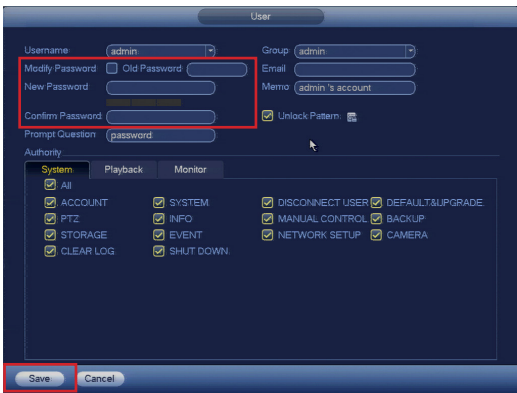 User
Username admin Group admin
Modify Password Old Password Email
New Password Memo admin 's account
Confirm Password Unlock Pattern
Prompt Question password
Authority
System Playback Monitor
All
ACCOUNT SYSTEM DISCONNECT USER DEFAULT&UPGRADE
PTZ INFO MANUAL CONTROL BACKUP
STORAGE EVENT NETWORK SETUP CAMERA
CLEAR LOG SHUT DOWN
Save Cancel